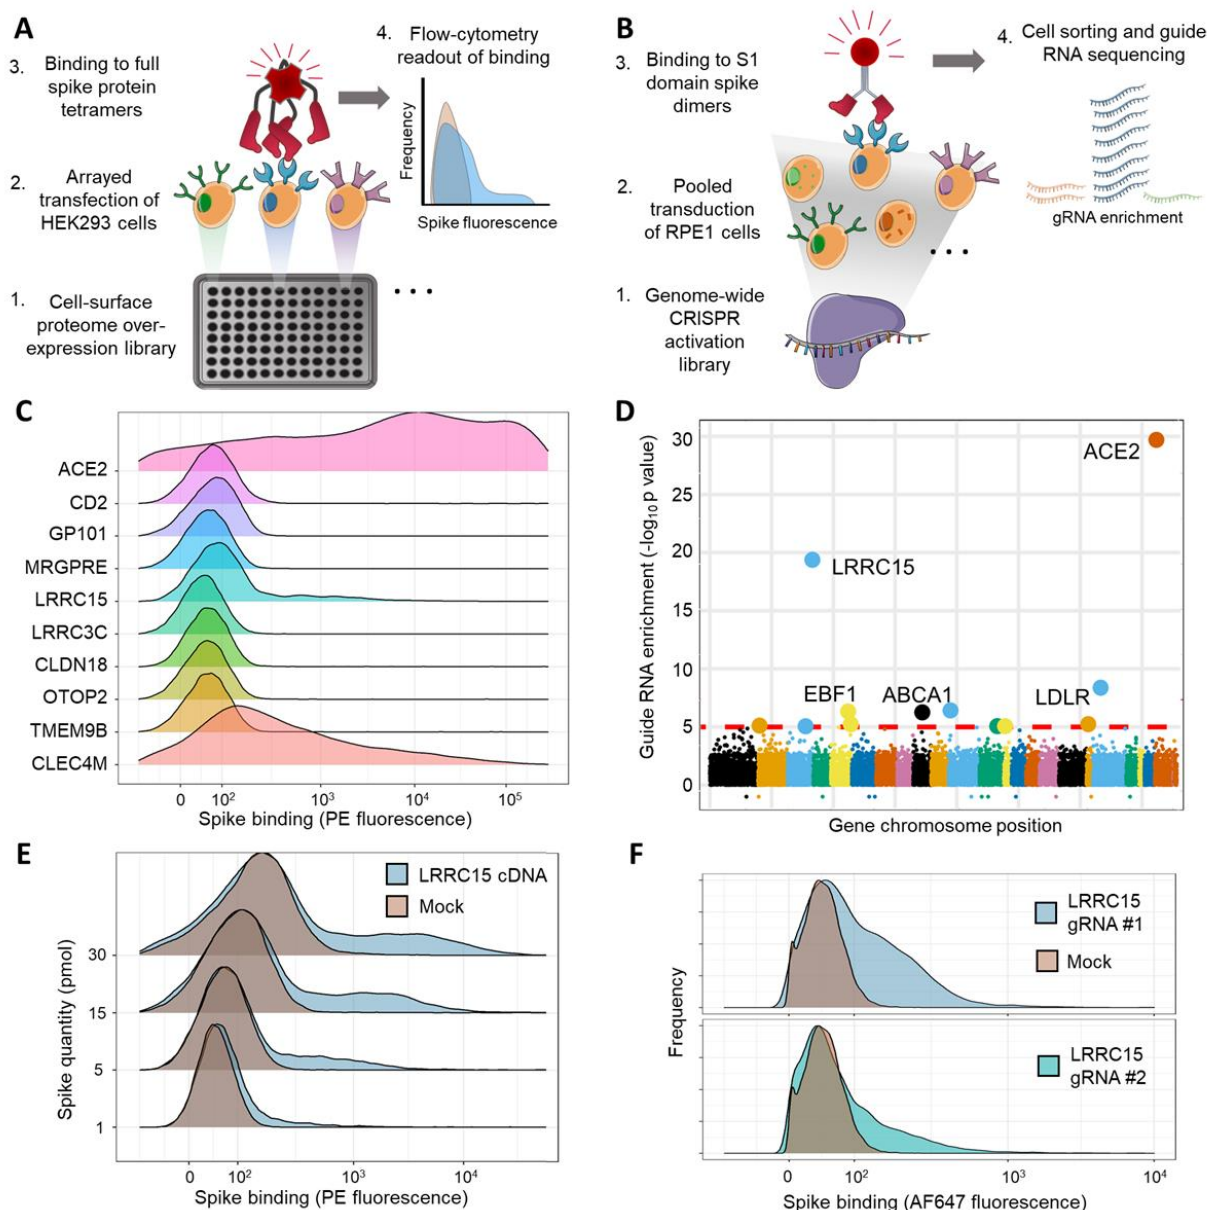 A
3. Binding to full
spike protein
tetramers
4. Flow-cytometry
readout of binding
Frequency
Spike fluorescence
2. Arrayed
transfection of
HEK293 cells
1. Cell-surface
proteome over-
expression library
...
B
3. Binding to S1
domain spike
dimers
4. Cell sorting and guide
RNA sequencing
gRNA enrichment
2. Pooled
transduction
of RPE1 cells
...
1. Genome-wide
CRISPR
activation
library
C
ACE2
CD2
GP101
MRGPRE
LRRC15
LRRC3C
CLDN18
OTOP2
TMEM9B
CLEC4M
0 10² 10³ 10⁴ 10⁵
Spike binding (PE fluorescence)
D
Guide RNA enrichment (-log₁₀p value)
30
25
20
15
10
5
0
ACE2
LRRC15
EBF1 ABCA1 LDLR
Gene chromosome position
E
LRRC15 cDNA
Mock
Spike quantity (pmol)
30
15
5
1
0 10² 10³ 10⁴
Spike binding (PE fluorescence)
F
Frequency
LRRC15
gRNA #1
Mock
LRRC15
gRNA #2
0 10² 10³ 10⁴
Spike binding (AF647 fluorescence)